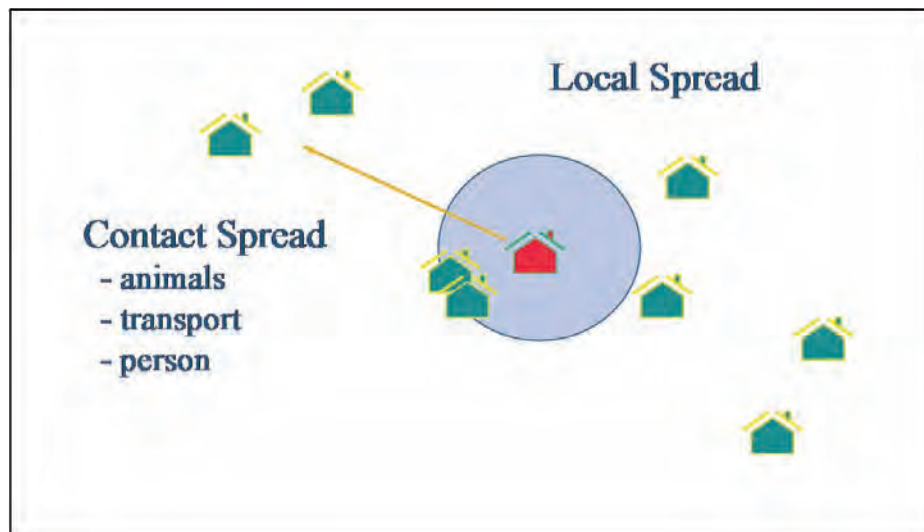 Local Spread
Contact Spread
- animals
- transport
- person